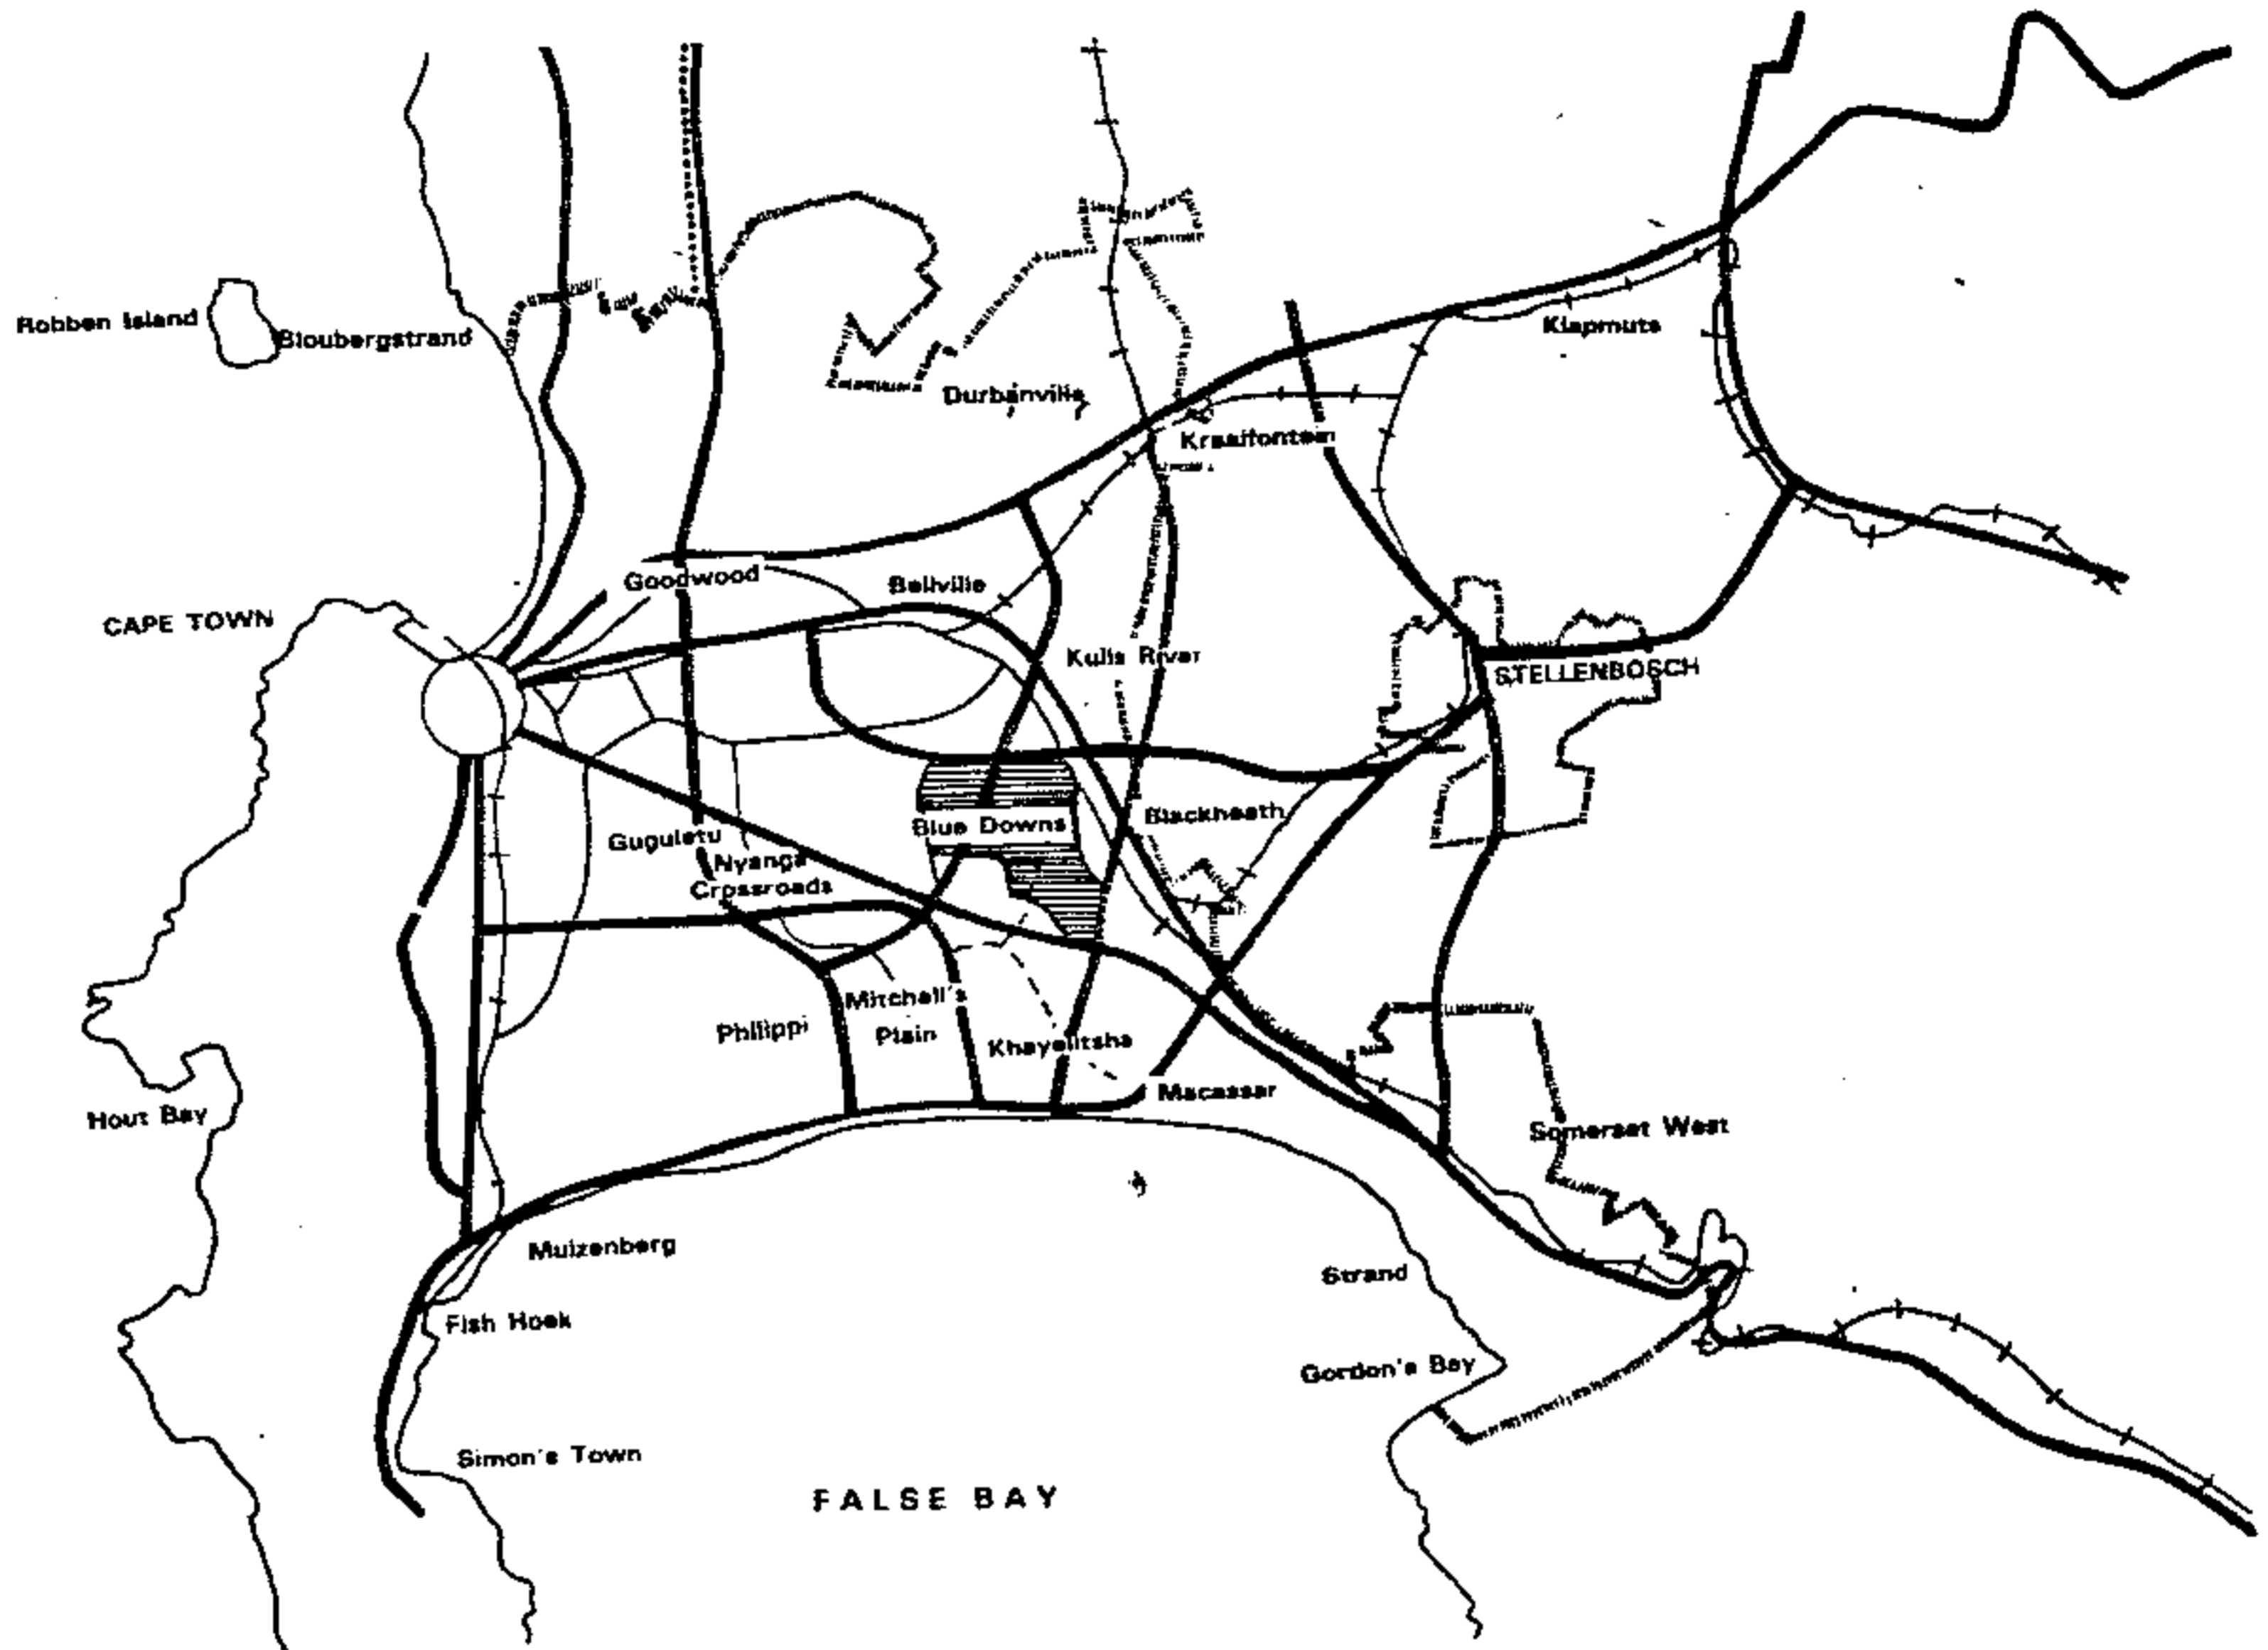 Robben Island
Bloubergstrand
Klapmuts
Durbanville
Kraaifontein
Goodwood
Bellville
CAPE TOWN
Kuils River
STELLENBOSCH
Blackheath
Blue Downs
Guguletu
Nyanga
Crossroads
Mitchell's
Plain
Philippi
Khayelitsha
Macassar
Hout Bay
Somerset West
Muizenberg
Strand
Fish Hoek
Gordon's Bay
Simon's Town
FALSE BAY